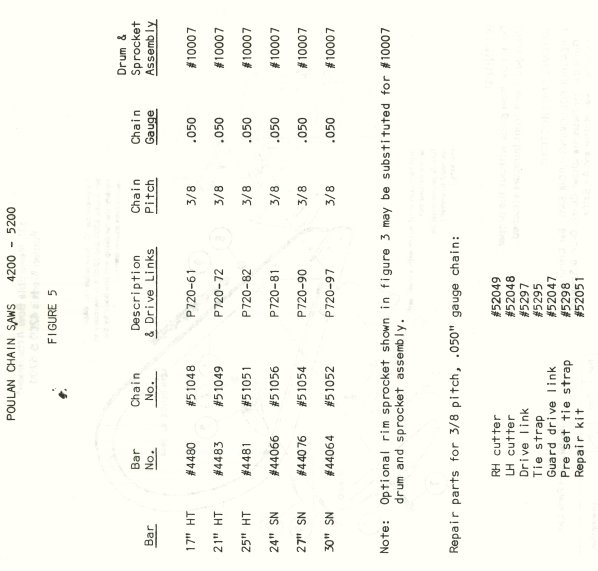 POULAN CHAIN SAWS 4200 - 5200
FIGURE 5
Bar Bar No. Chain No. Description & Drive Links Chain Pitch Chain Gauge Drum & Sprocket Assembly
17" HT #4480 #51048 P720-61 3/8 .050 #10007
21" HT #4483 #51049 P720-72 3/8 .050 #10007
25" HT #4481 #51051 P720-82 3/8 .050 #10007
24" SN #44066 #51056 P720-81 3/8 .050 #10007
27" SN #44076 #51054 P720-90 3/8 .050 #10007
30" SN #44064 #51052 P720-97 3/8 .050 #10007
Note: Optional rim sprocket shown in figure 3 may be substituted for #10007
drum and sprocket assembly.
Repair parts for 3/8 pitch, .050" gauge chain:
RH cutter #52049
LH cutter #52048
Drive link #5297
Tie strap #5295
Guard drive link #52047
Pre set tie strap #5298
Repair kit #52051